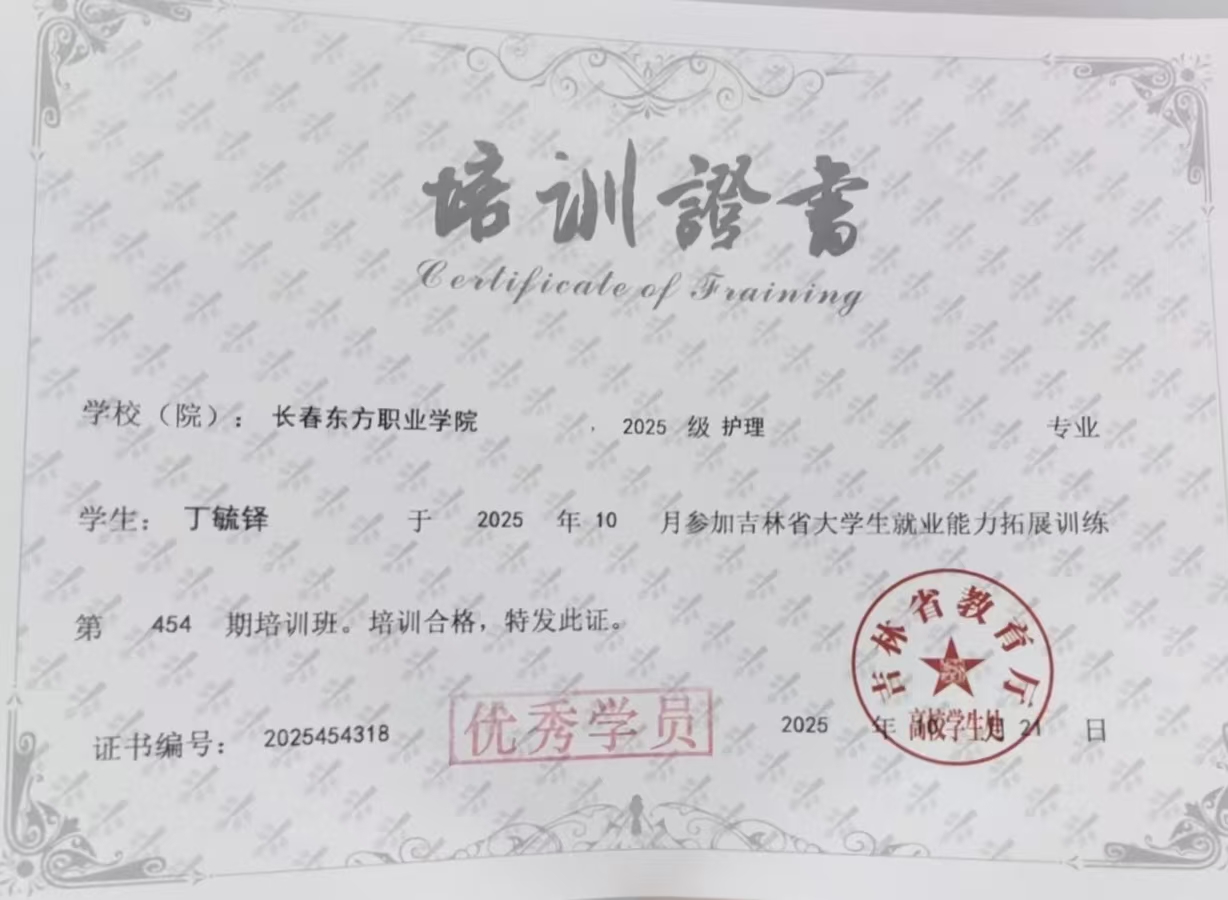 培训證書
Certificate of Training
学校（院）：长春东方职业学院，2025 级 护理 专业
学生：丁毓铎 于 2025 年 10 月参加吉林省大学生就业能力拓展训练
第 454 期培训班。培训合格，特发此证。
吉林省教育厅
高校学生处
证书编号：2025454318
优秀学员
2025 年 10 月 21 日